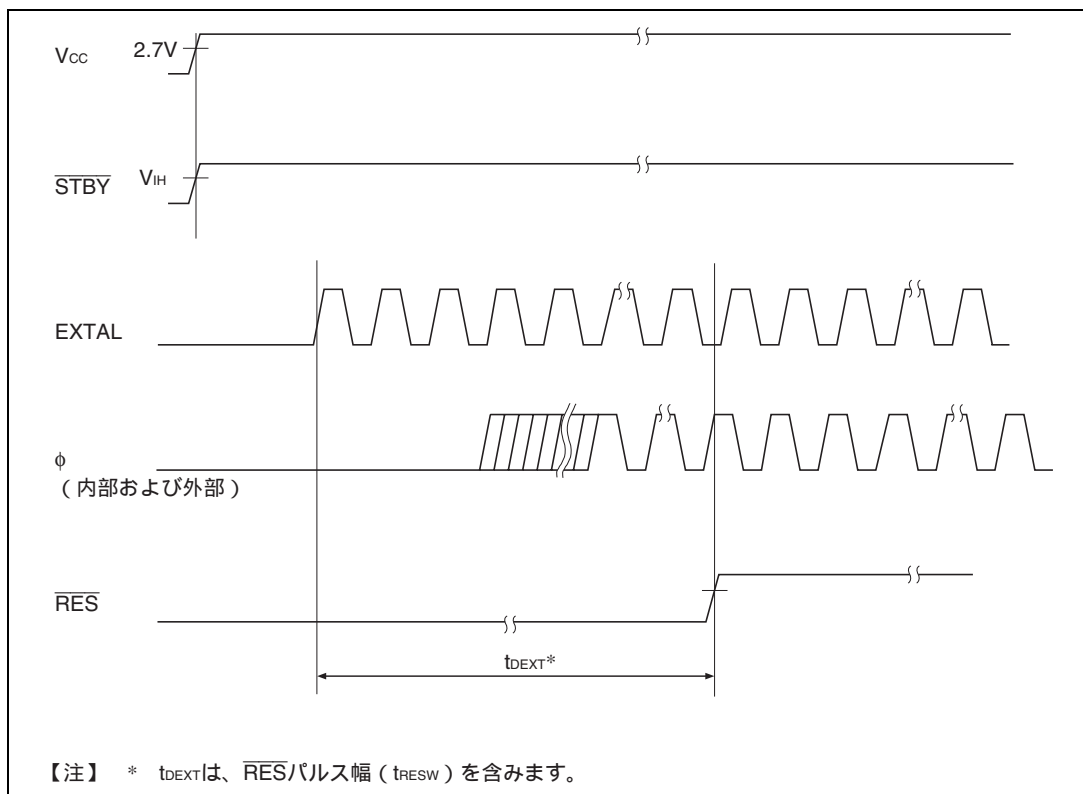 Vcc 2.7V
STBY VIH
EXTAL
φ
（内部および外部）
RES
tDEXT*
【注】 * tDEXTは、RESパルス幅（tRESW）を含みます。